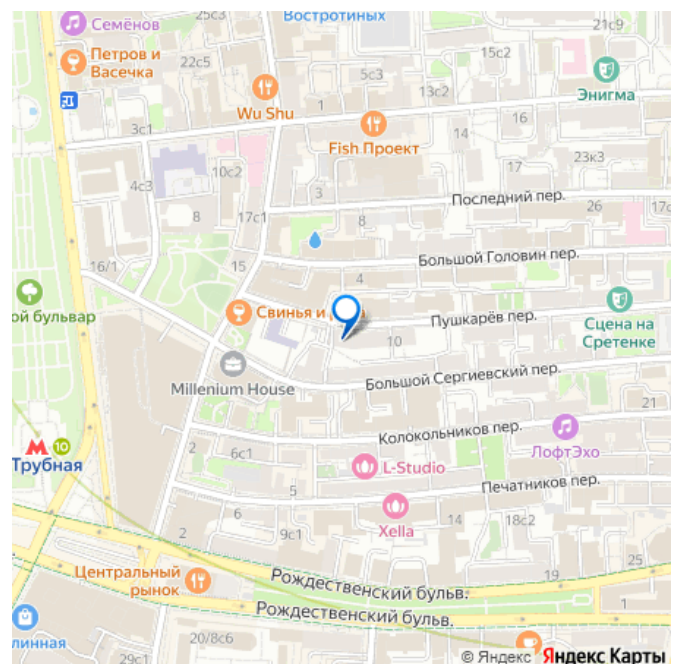 25с3
Востротиных
21с9
Семёнов
Петров и
Васечка
22с5
15с2
5с3
Энигма
13с2
Wu Shu
1
16
Fish Проект
14
3с1
10с2
17
23к3
4с3
3
Последний пер.
26
17с
8
17с1
8
Большой Головин пер.
16/1
15
4
ой бульвар
Свинья и
Пушкарёв пер.
Сцена на
Сретенке
10
Millenium House
Большой Сергиевский пер.
21
Колокольников пер.
ЛофтЭхо
М 10
Трубная
2
6с1
L-Studio
5
Печатников пер.
6
Xella
14
18с2
2
9с1
25
Центральный
рынок
Рождественский бульв.
19
1
Рождественский бульв.
линная
20/8с6
29с1
© Яндекс Яндекс Карты